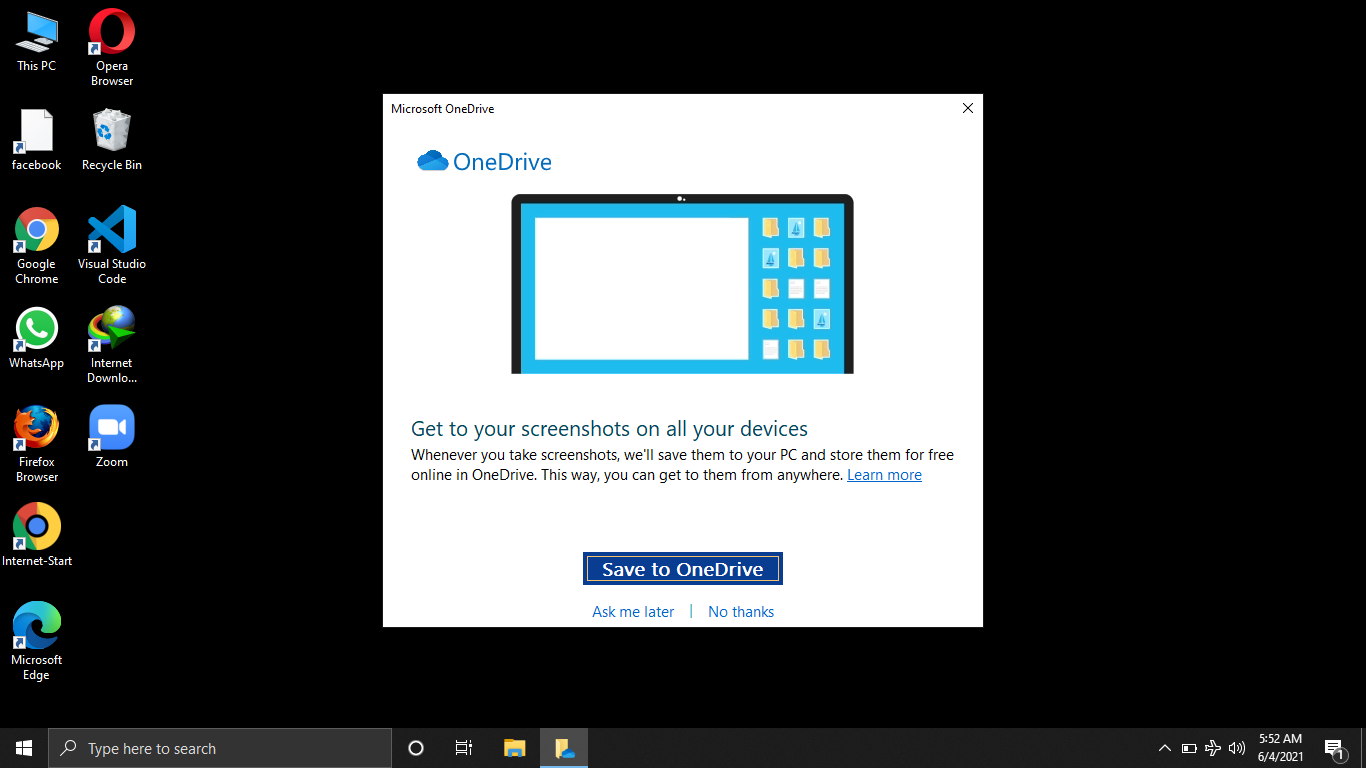 This PC
Opera
Browser
facebook
Recycle Bin
Google
Chrome
Visual Studio
Code
WhatsApp
Internet
Downlo...
Firefox
Browser
Zoom
Internet-Start
Microsoft
Edge
Microsoft OneDrive
OneDrive
Get to your screenshots on all your devices
Whenever you take screenshots, we'll save them to your PC and store them for free
online in OneDrive. This way, you can get to them from anywhere. Learn more
Save to OneDrive
Ask me later | No thanks
Type here to search
5:52 AM
6/4/2021
1